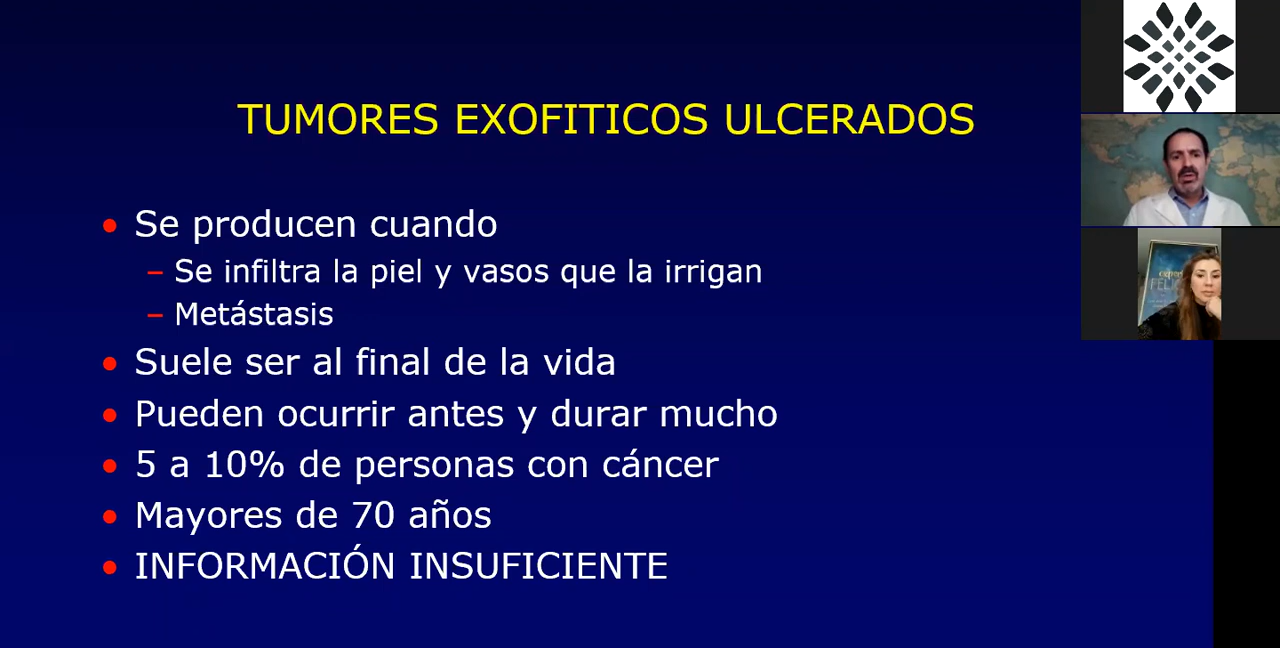 TUMORES EXOFITICOS ULCERADOS
• Se producen cuando
– Se infiltra la piel y vasos que la irrigan
– Metástasis
• Suele ser al final de la vida
• Pueden ocurrir antes y durar mucho
• 5 a 10% de personas con cáncer
• Mayores de 70 años
• INFORMACIÓN INSUFICIENTE